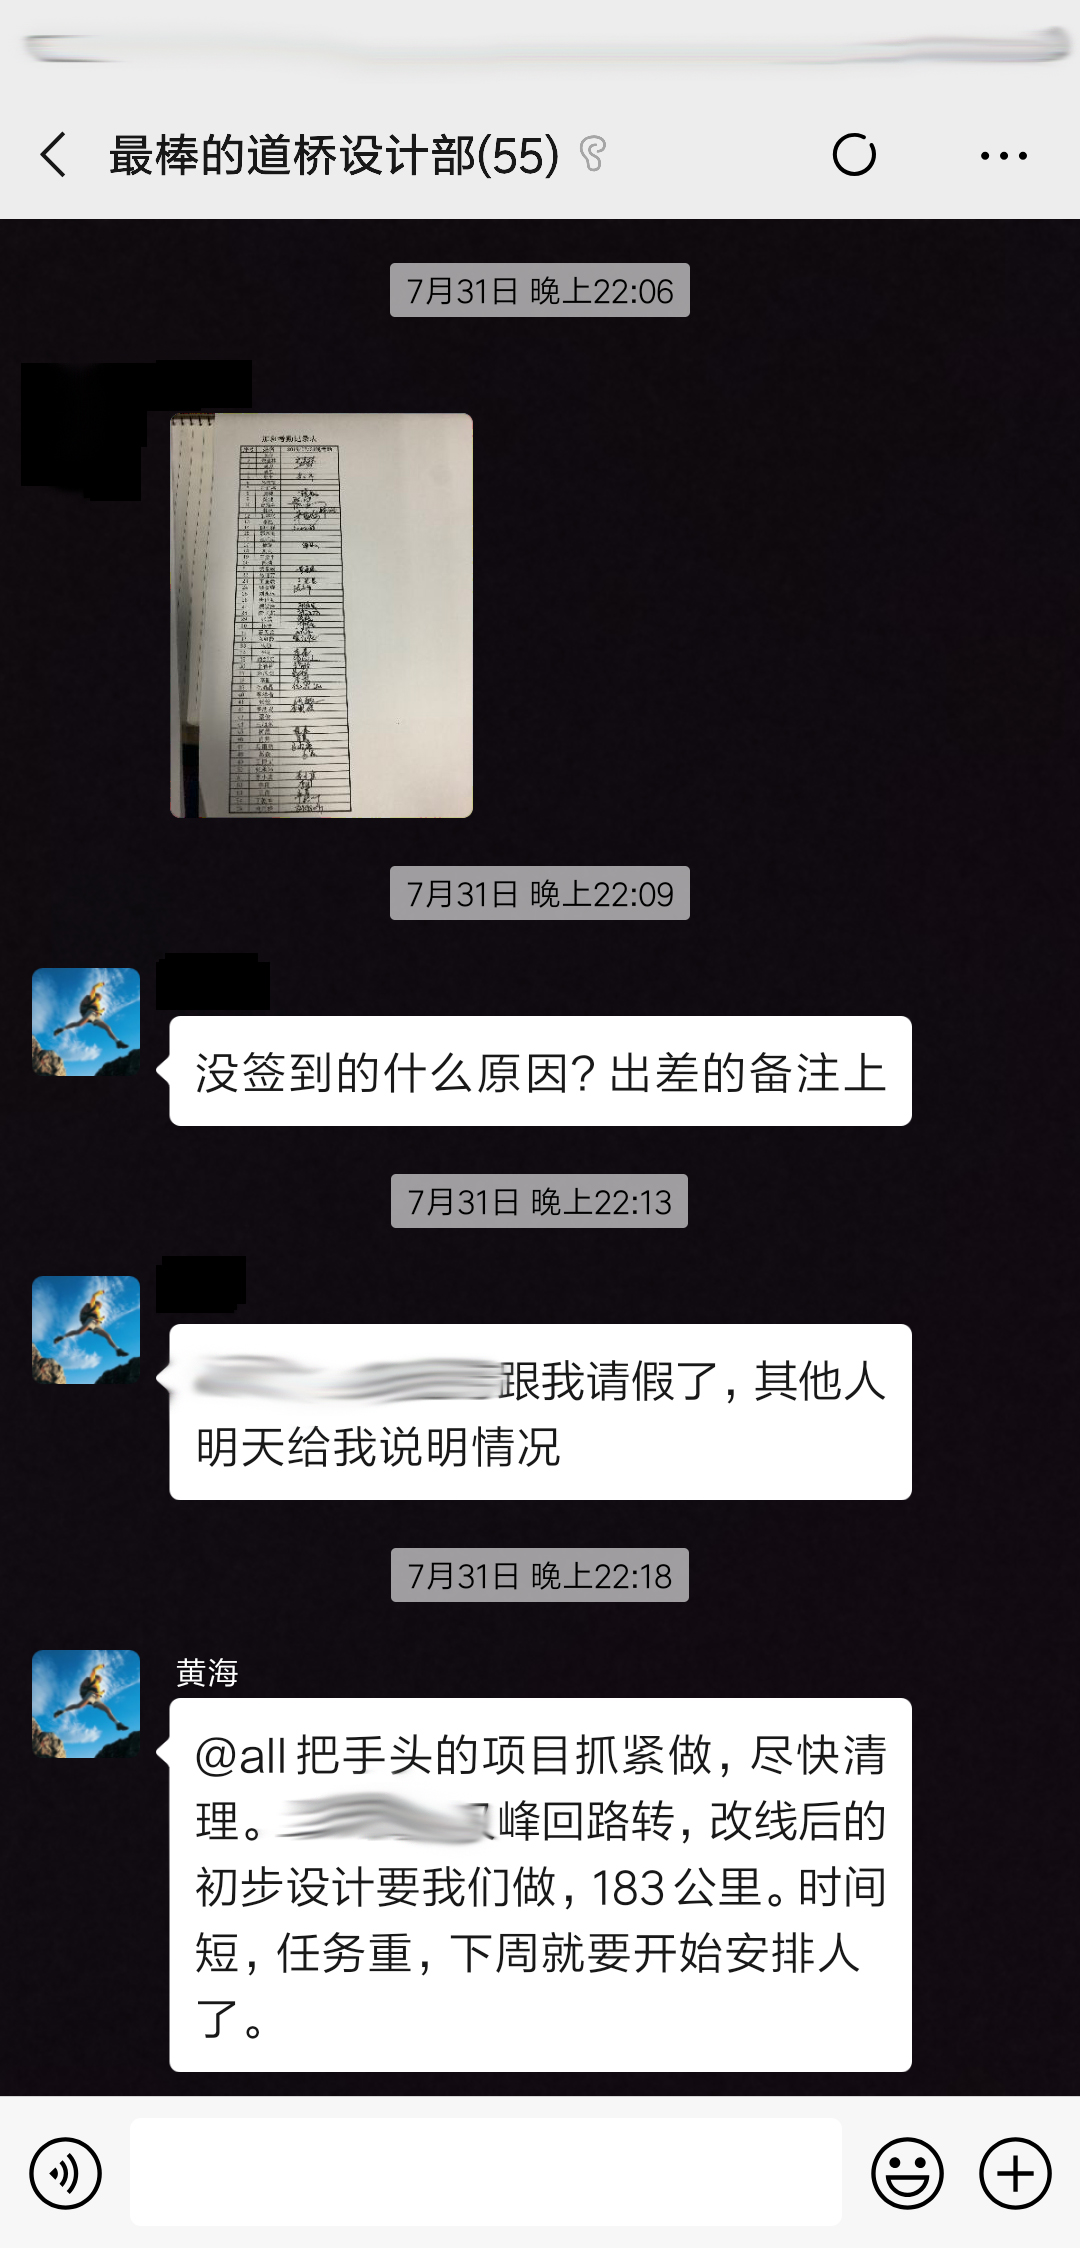 最棒的道桥设计部(55)
7月31日 晚上22:06
7月31日 晚上22:09
没签到的什么原因？出差的备注上
7月31日 晚上22:13
跟我请假了，其他人
明天给我说明情况
7月31日 晚上22:18
黄海
@all 把手头的项目抓紧做，尽快清
理。峰回路转，改线后的
初步设计要我们做，183公里。时间
短，任务重，下周就要开始安排人
了。